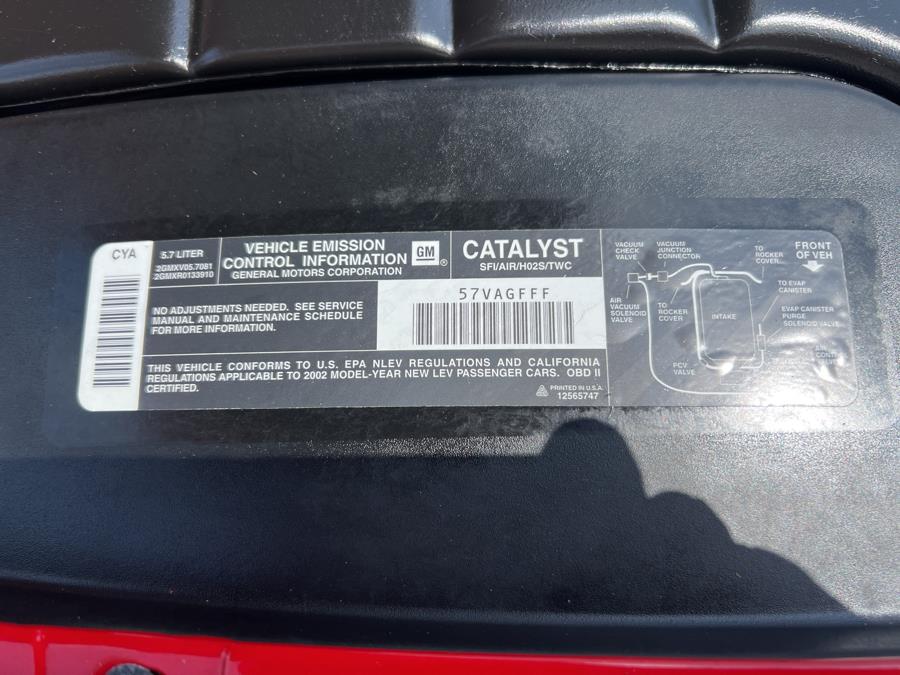 CYA
5.7 LITER
2GMXV05.7081
2GMXR0133910
VEHICLE EMISSION
CONTROL INFORMATION
GENERAL MOTORS CORPORATION
GM ®
CATALYST
SFI/AIR/H02S/TWC
NO ADJUSTMENTS NEEDED. SEE SERVICE
MANUAL AND MAINTENANCE SCHEDULE
FOR MORE INFORMATION.
57VAGFFF
THIS VEHICLE CONFORMS TO U.S. EPA NLEV REGULATIONS AND CALIFORNIA
REGULATIONS APPLICABLE TO 2002 MODEL-YEAR NEW LEV PASSENGER CARS. OBD II
CERTIFIED.
PRINTED IN U.S.A.
12565747
VACUUM
CHECK
VALVE
VACUUM
JUNCTION
CONNECTOR
TO
ROCKER
COVER
FRONT
OF VEH
TO EVAP
CANISTER
AIR
VACUUM
SOLENOID
VALVE
TO
ROCKER
COVER
INTAKE
EVAP CANISTER
PURGE
SOLENOID VALVE
PCV
VALVE
CONT